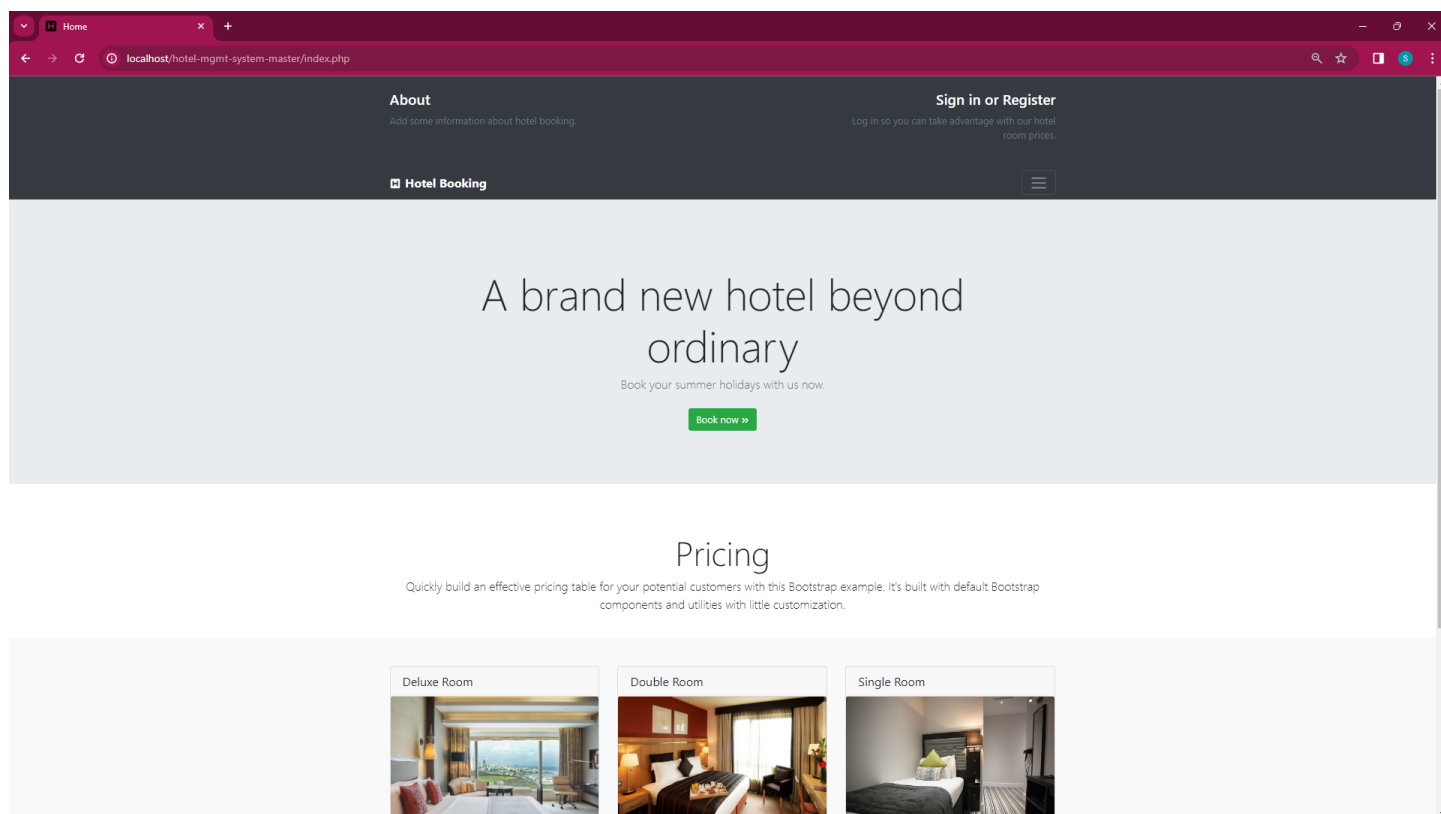 Home
localhost/hotel-mgmt-system-master/index.php
S
About
Sign in or Register
Add some information about hotel booking.
Log in so you can take advantage with our hotel
room prices.
H Hotel Booking
A brand new hotel beyond
ordinary
Book your summer holidays with us now.
Book now »
Pricing
Quickly build an effective pricing table for your potential customers with this Bootstrap example. It's built with default Bootstrap
components and utilities with little customization.
Deluxe Room
Double Room
Single Room